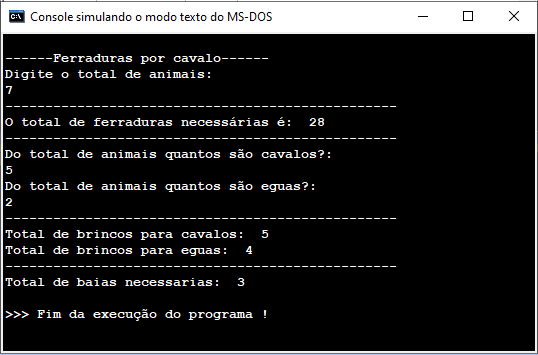 Console simulando o modo texto do MS-DOS
------Ferraduras por cavalo------
Digite o total de animais:
7
-------------------------------------------------
O total de ferraduras necessárias é:  28
-------------------------------------------------
Do total de animais quantos são cavalos?:
5
Do total de animais quantos são eguas?:
2
-------------------------------------------------
Total de brincos para cavalos:  5
Total de brincos para eguas:  4
-------------------------------------------------
Total de baias necessarias:  3
>>> Fim da execução do programa !